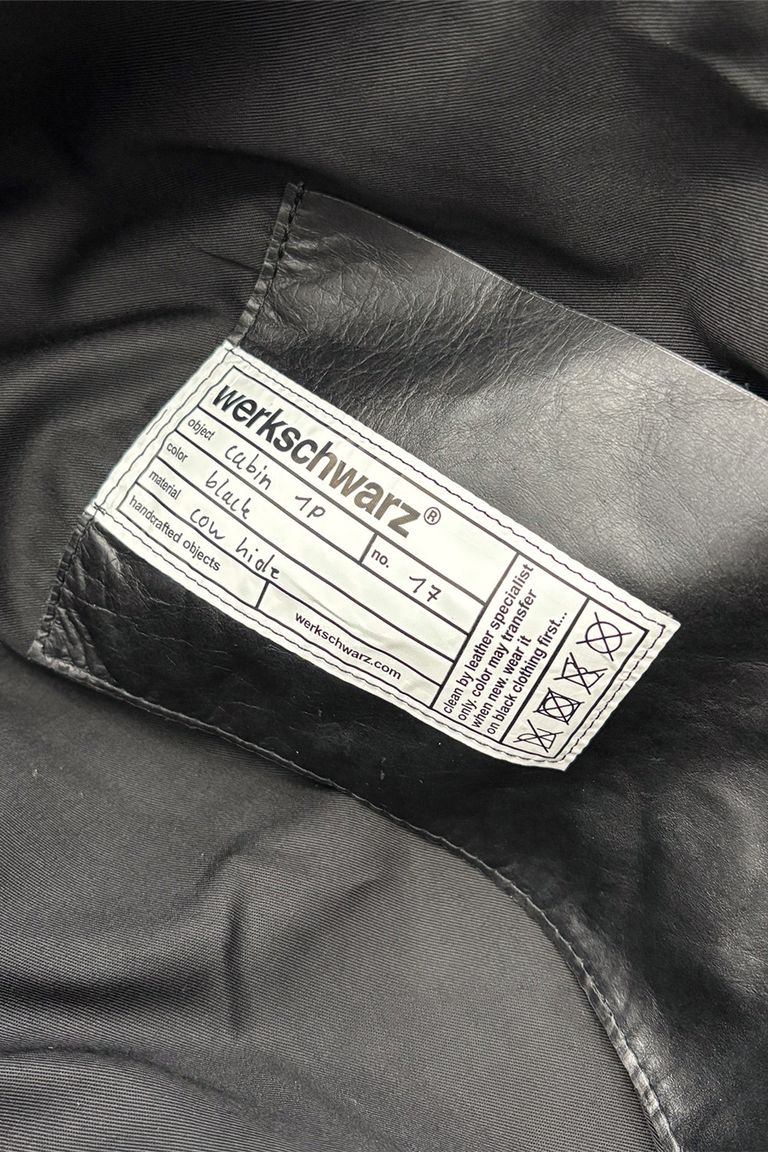 werkschwarz®
object cabin 1P no. 17
color black
material cow hide
handcrafted objects werkschwarz.com
clean by leather specialist
only. color may transfer
when new. wear it
on black clothing first...